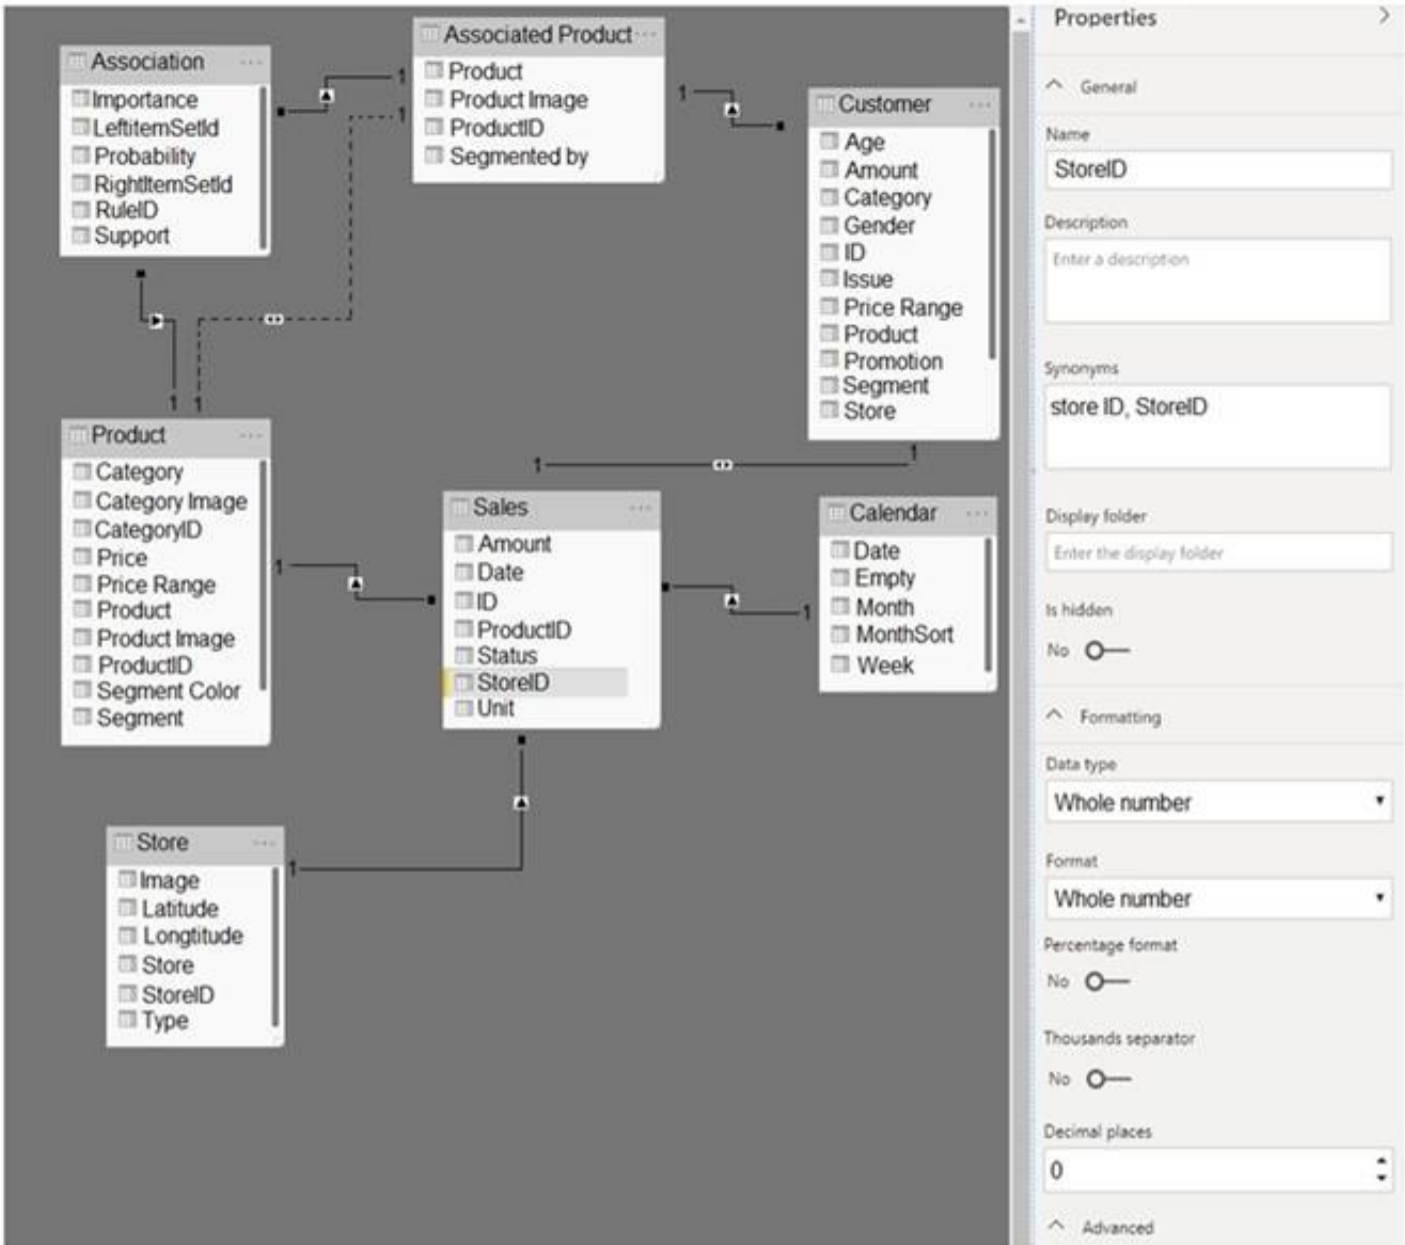 Association
Importance
LeftitemSetId
Probability
RightItemSetId
RuleID
Support
Associated Product
Product
Product Image
ProductID
Segmented by
Customer
Age
Amount
Category
Gender
ID
Issue
Price Range
Product
Promotion
Segment
Store
1
1
1
1
1
1
1
Product
Category
Category Image
CategoryID
Price
Price Range
Product
Product Image
ProductID
Segment Color
Segment
1
Sales
Amount
Date
ID
ProductID
Status
StoreID
Unit
1
Calendar
Date
Empty
Month
MonthSort
Week
Store
Image
Latitude
Longtitude
Store
StoreID
Type
1
Properties
General
Name
StoreID
Description
Enter a description
Synonyms
store ID, StoreID
Display folder
Enter the display folder
Is hidden
No
Formatting
Data type
Whole number
Format
Whole number
Percentage format
No
Thousands separator
No
Decimal places
0
Advanced